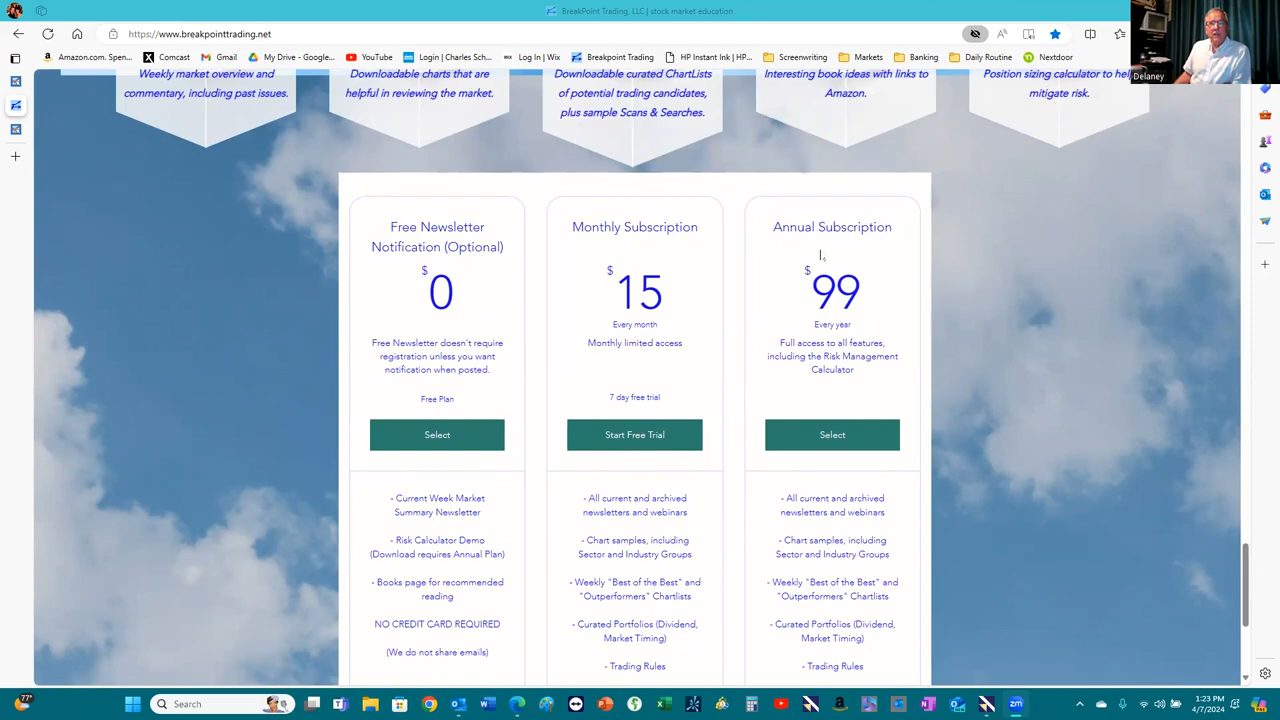 BreakPoint Trading, LLC | stock market education
https://www.breakpointtrading.net
Amazon.com. Spen...
Comcast
Gmail
My Drive - Google...
YouTube
Login | Charles Sch...
Log In | Wix
Breakpoint Trading
HP Instant Ink | HP...
Screenwriting
Markets
Banking
Daily Routine
Nextdoor
Delaney
Weekly market overview and
commentary, including past issues.
Downloadable charts that are
helpful in reviewing the market.
Downloadable curated ChartLists
of potential trading candidates,
plus sample Scans & Searches.
Interesting book ideas with links to
Amazon.
Position sizing calculator to help
mitigate risk.
Free Newsletter
Notification (Optional)
$
0
Free Newsletter doesn't require
registration unless you want
notification when posted.
Free Plan
Select
- Current Week Market
Summary Newsletter
- Risk Calculator Demo
(Download requires Annual Plan)
- Books page for recommended
reading
NO CREDIT CARD REQUIRED
(We do not share emails)
Monthly Subscription
$
15
Every month
Monthly limited access
7 day free trial
Start Free Trial
- All current and archived
newsletters and webinars
- Chart samples, including
Sector and Industry Groups
- Weekly "Best of the Best" and
"Outperformers" Chartlists
- Curated Portfolios (Dividend,
Market Timing)
- Trading Rules
Annual Subscription
$
99
Every year
Full access to all features,
including the Risk Management
Calculator
Select
- All current and archived
newsletters and webinars
- Chart samples, including
Sector and Industry Groups
- Weekly "Best of the Best" and
"Outperformers" Chartlists
- Curated Portfolios (Dividend,
Market Timing)
- Trading Rules
77°
Search
1:23 PM
4/7/2024